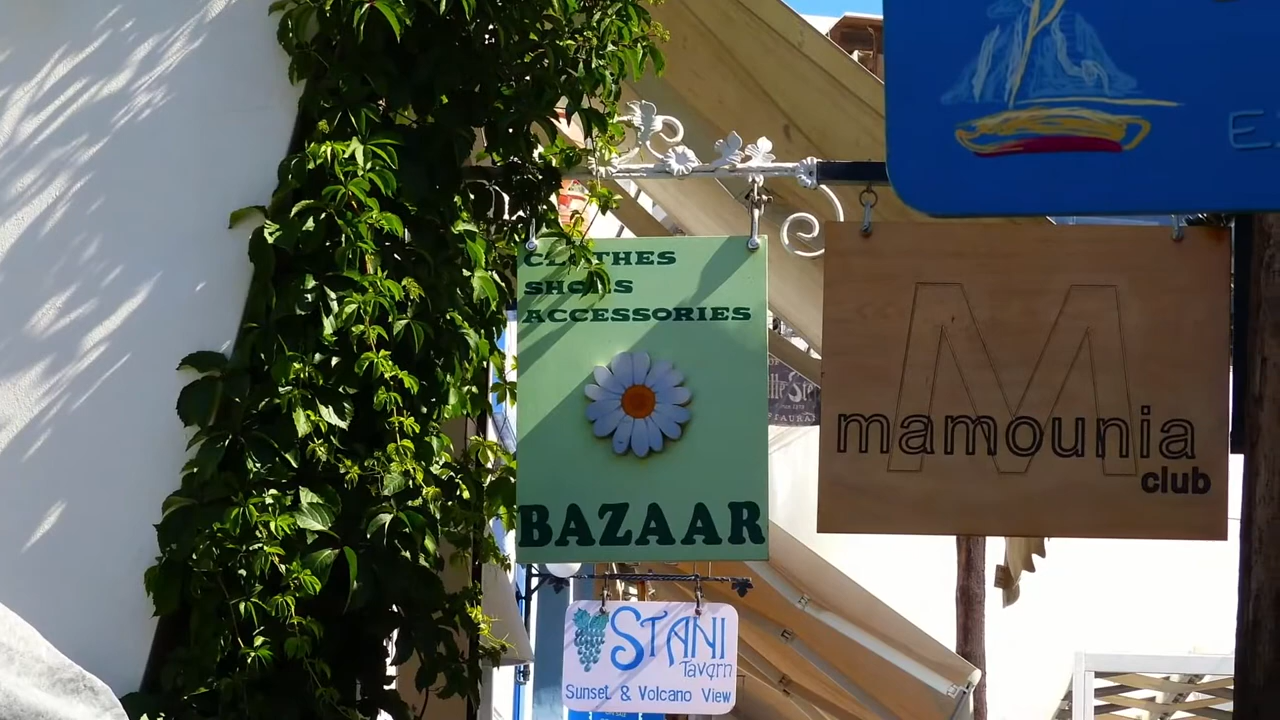 CLOTHES
SHOES
ACCESSORIES
BAZAAR
M
mamounia
club
STANI
Tavern
Sunset & Volcano View